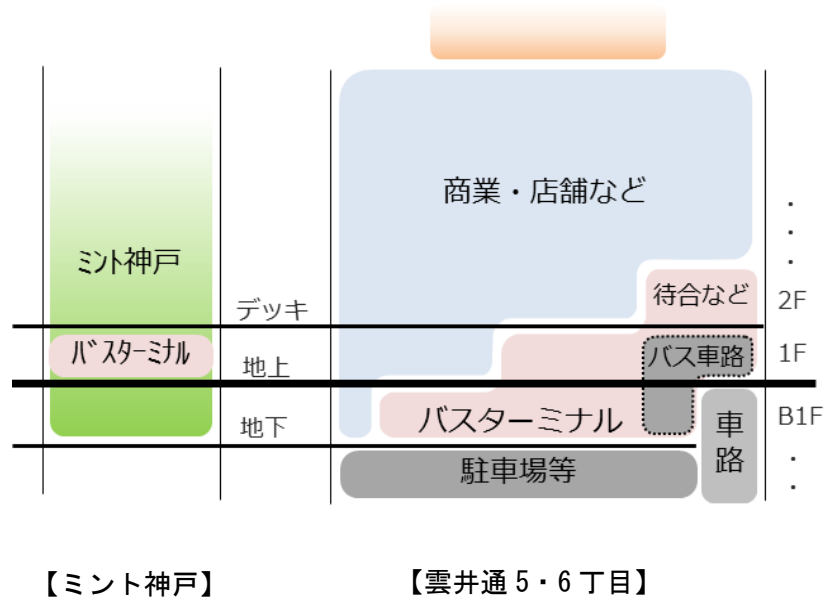 商業・店舗など
・
・
・
ミント神戸
待合など
2F
デッキ
バスターミナル
バス車路
1F
地上
バスターミナル
車路
B1F
地下
駐車場等
・
・
【ミント神戸】
【雲井通5・6丁目】